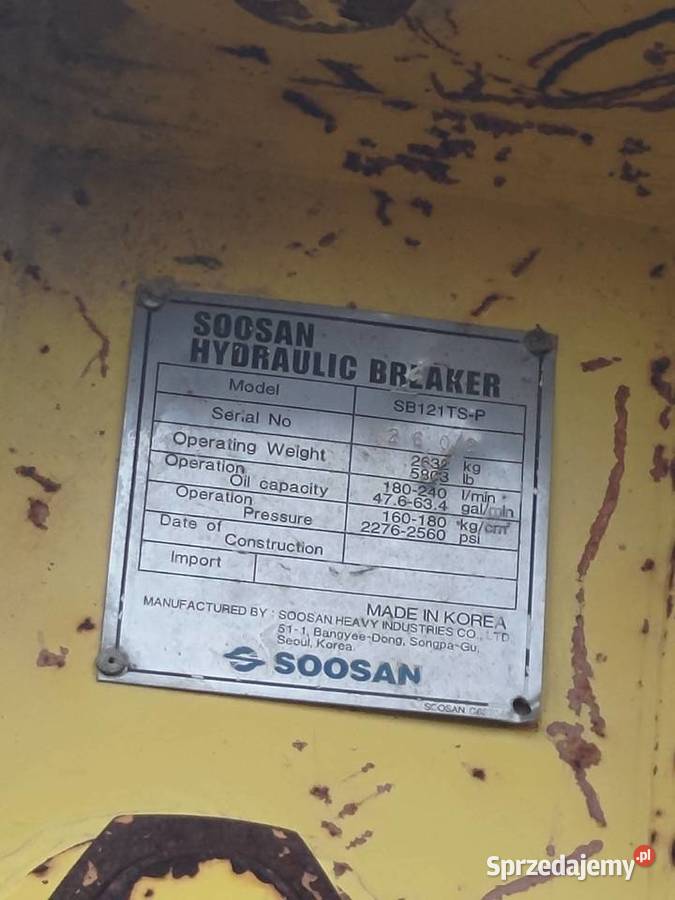 SOOSAN
HYDRAULIC BREAKER
Model SB121TS-P
Serial No
Operating Weight 2632 kg
5803 lb
Operation Oil capacity 180-240 l/min
47.6-63.4 gal/min
Operation Pressure 160-180 kg/cm²
2276-2560 psi
Date of Construction
Import
MADE IN KOREA
MANUFACTURED BY : SOOSAN HEAVY INDUSTRIES CO., LTD
51-1, Bangyee-Dong, Songpa-Gu,
Seoul, Korea
SOOSAN
SOOSAN
Sprzedajemy.pl